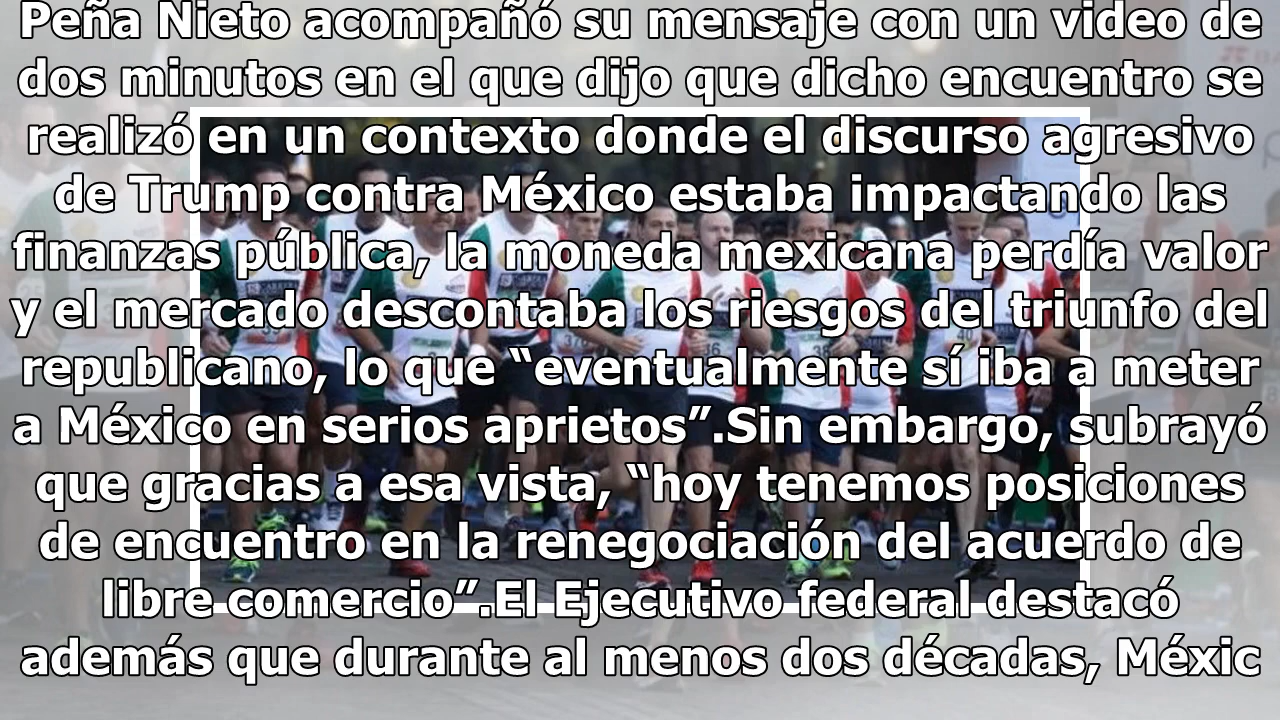 Peña Nieto acompañó su mensaje con un video de
dos minutos en el que dijo que dicho encuentro se
realizó en un contexto donde el discurso agresivo
de Trump contra México estaba impactando las
finanzas pública, la moneda mexicana perdía valor
y el mercado descontaba los riesgos del triunfo del
republicano, lo que “eventualmente sí iba a meter
a México en serios aprietos”.Sin embargo, subrayó
que gracias a esa vista, “hoy tenemos posiciones
de encuentro en la renegociación del acuerdo de
libre comercio”.El Ejecutivo federal destacó
además que durante al menos dos décadas, Méxic